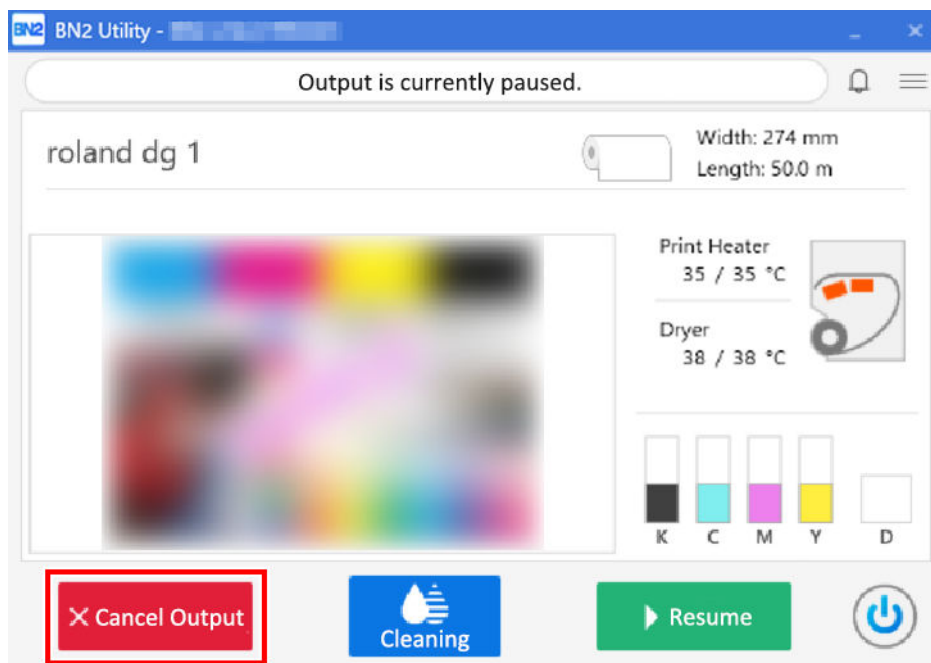 BN2 BN2 Utility -
Output is currently paused.
roland dg 1
Width: 274 mm
Length: 50.0 m
Print Heater
35 / 35 °C
Dryer
38 / 38 °C
K C M Y D
Cancel Output
Cleaning
Resume